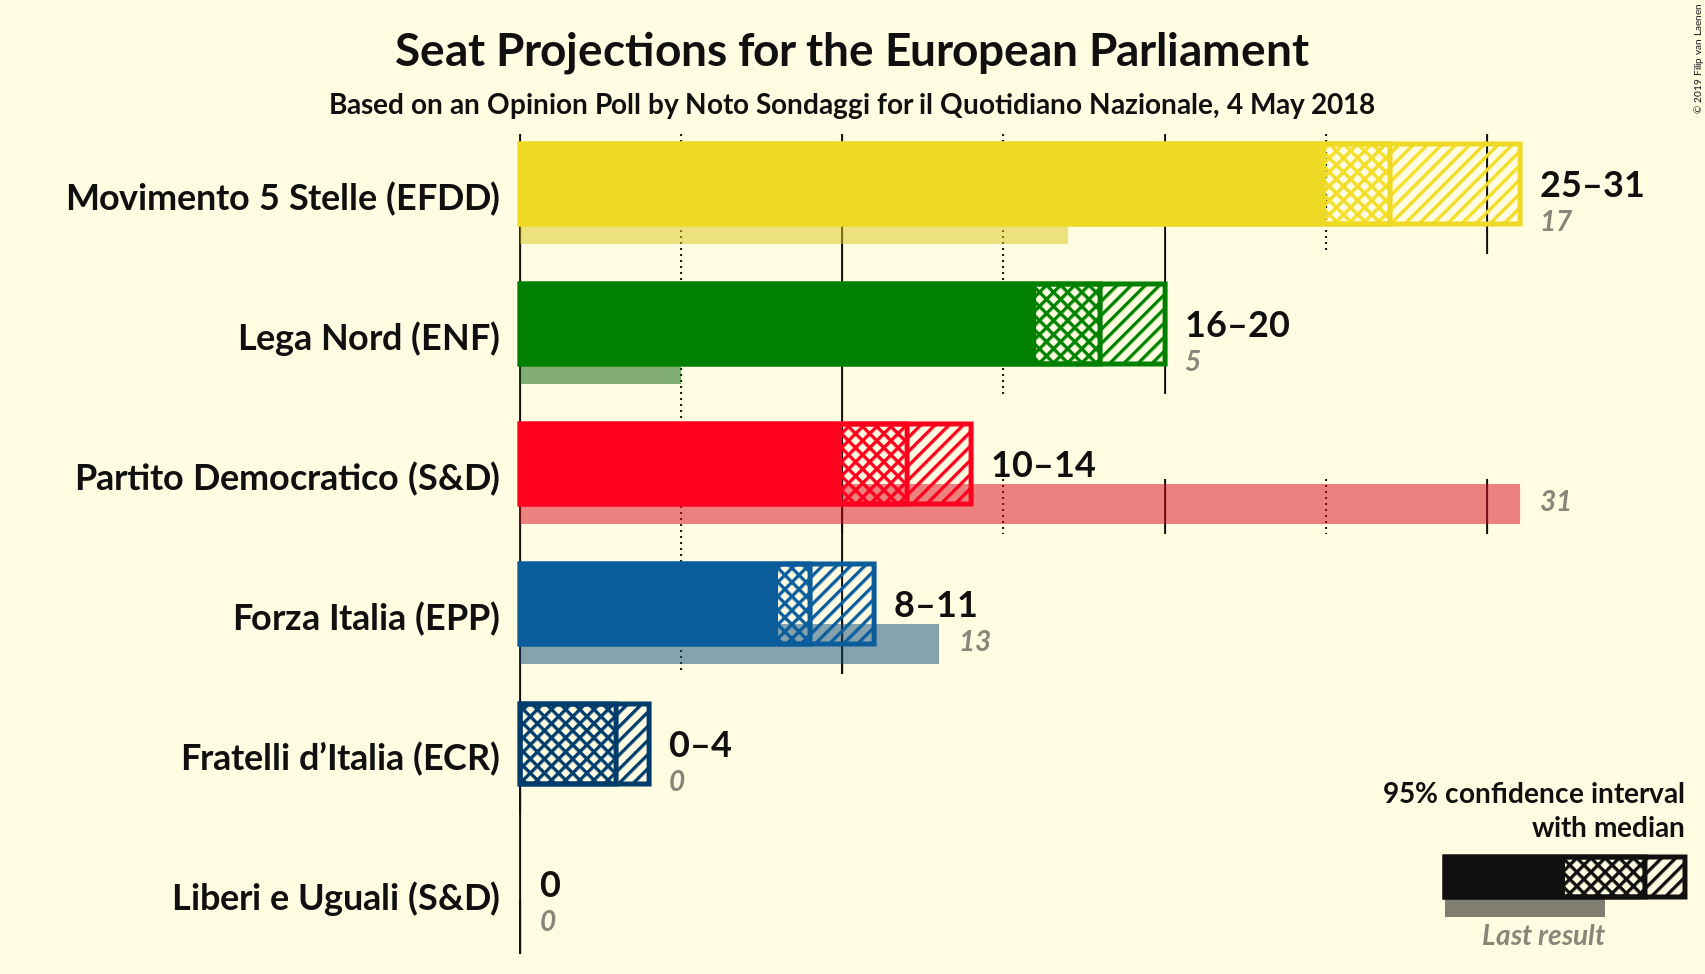 Seat Projections for the European Parliament
Based on an Opinion Poll by Noto Sondaggi for il Quotidiano Nazionale, 4 May 2018
© 2019 Filip van Laenen
Movimento 5 Stelle (EFDD)
25–31
17
Lega Nord (ENF)
16–20
5
Partito Democratico (S&D)
10–14
31
Forza Italia (EPP)
8–11
13
Fratelli d’Italia (ECR)
0–4
0
Liberi e Uguali (S&D)
0
0
95% confidence interval
with median
Last result